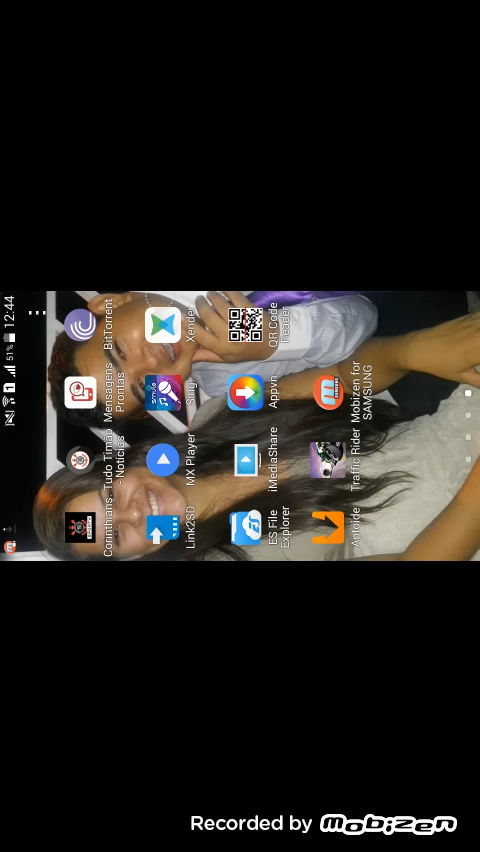 51% 12:44
Corinthians
Tudo Timão
- Notícias
Mensagens
Prontas
BitTorrent
Link2SD
MX Player
Sing!
Xender
ES File
Explorer
iMediaShare
Appvn
QR Code
Reader
Aptoide
Traffic Rider
Mobizen for
SAMSUNG
Recorded by mobizen